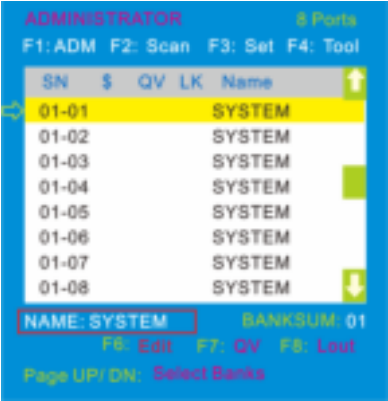 ADMINISTRATOR 8 Ports
F1: ADM F2: Scan F3: Set F4: Tool
SN $ QV LK Name
01-01 SYSTEM
01-02 SYSTEM
01-03 SYSTEM
01-04 SYSTEM
01-05 SYSTEM
01-06 SYSTEM
01-07 SYSTEM
01-08 SYSTEM
NAME: SYSTEM BANKSUM: 01
F6: Edit F7: QV F8: Lout
Page UP/ DN: Select Banks